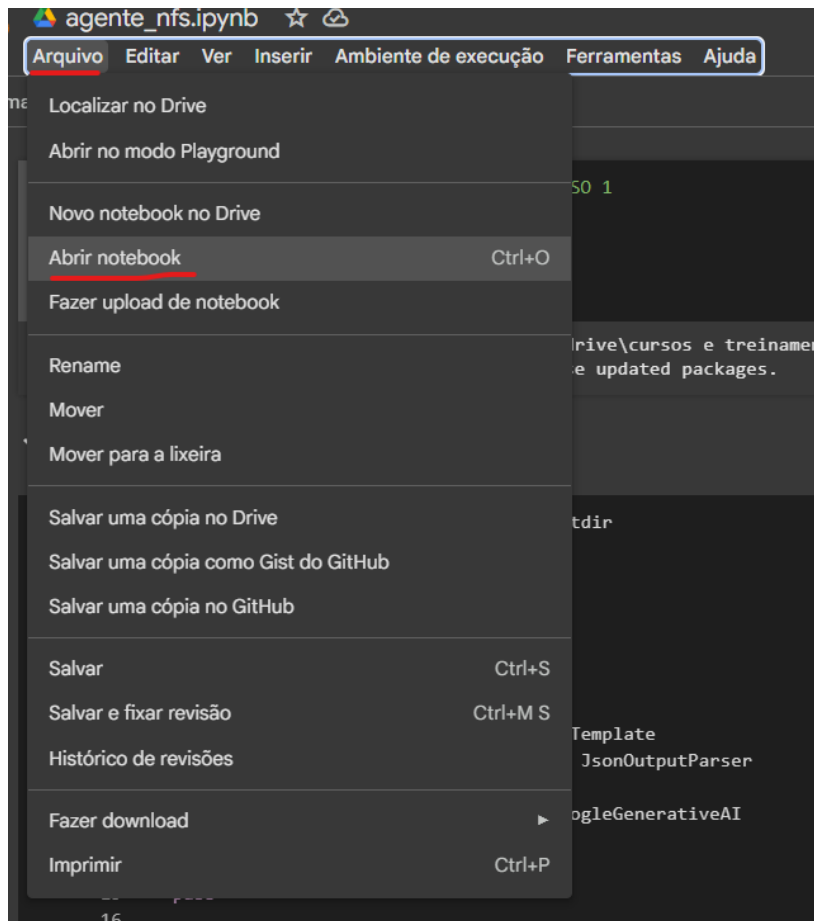 agente_nfs.ipynb
Arquivo Editar Ver Inserir Ambiente de execução Ferramentas Ajuda
Localizar no Drive
Abrir no modo Playground
SO 1
Novo notebook no Drive
Abrir notebook Ctrl+O
Fazer upload de notebook
drive\cursos e treiname
Rename
e updated packages.
Mover
Mover para a lixeira
Salvar uma cópia no Drive
tdir
Salvar uma cópia como Gist do GitHub
Salvar uma cópia no GitHub
Salvar Ctrl+S
Salvar e fixar revisão Ctrl+M S
Template
Histórico de revisões
JsonOutputParser
Fazer download
ogleGenerativeAI
Imprimir Ctrl+P
16